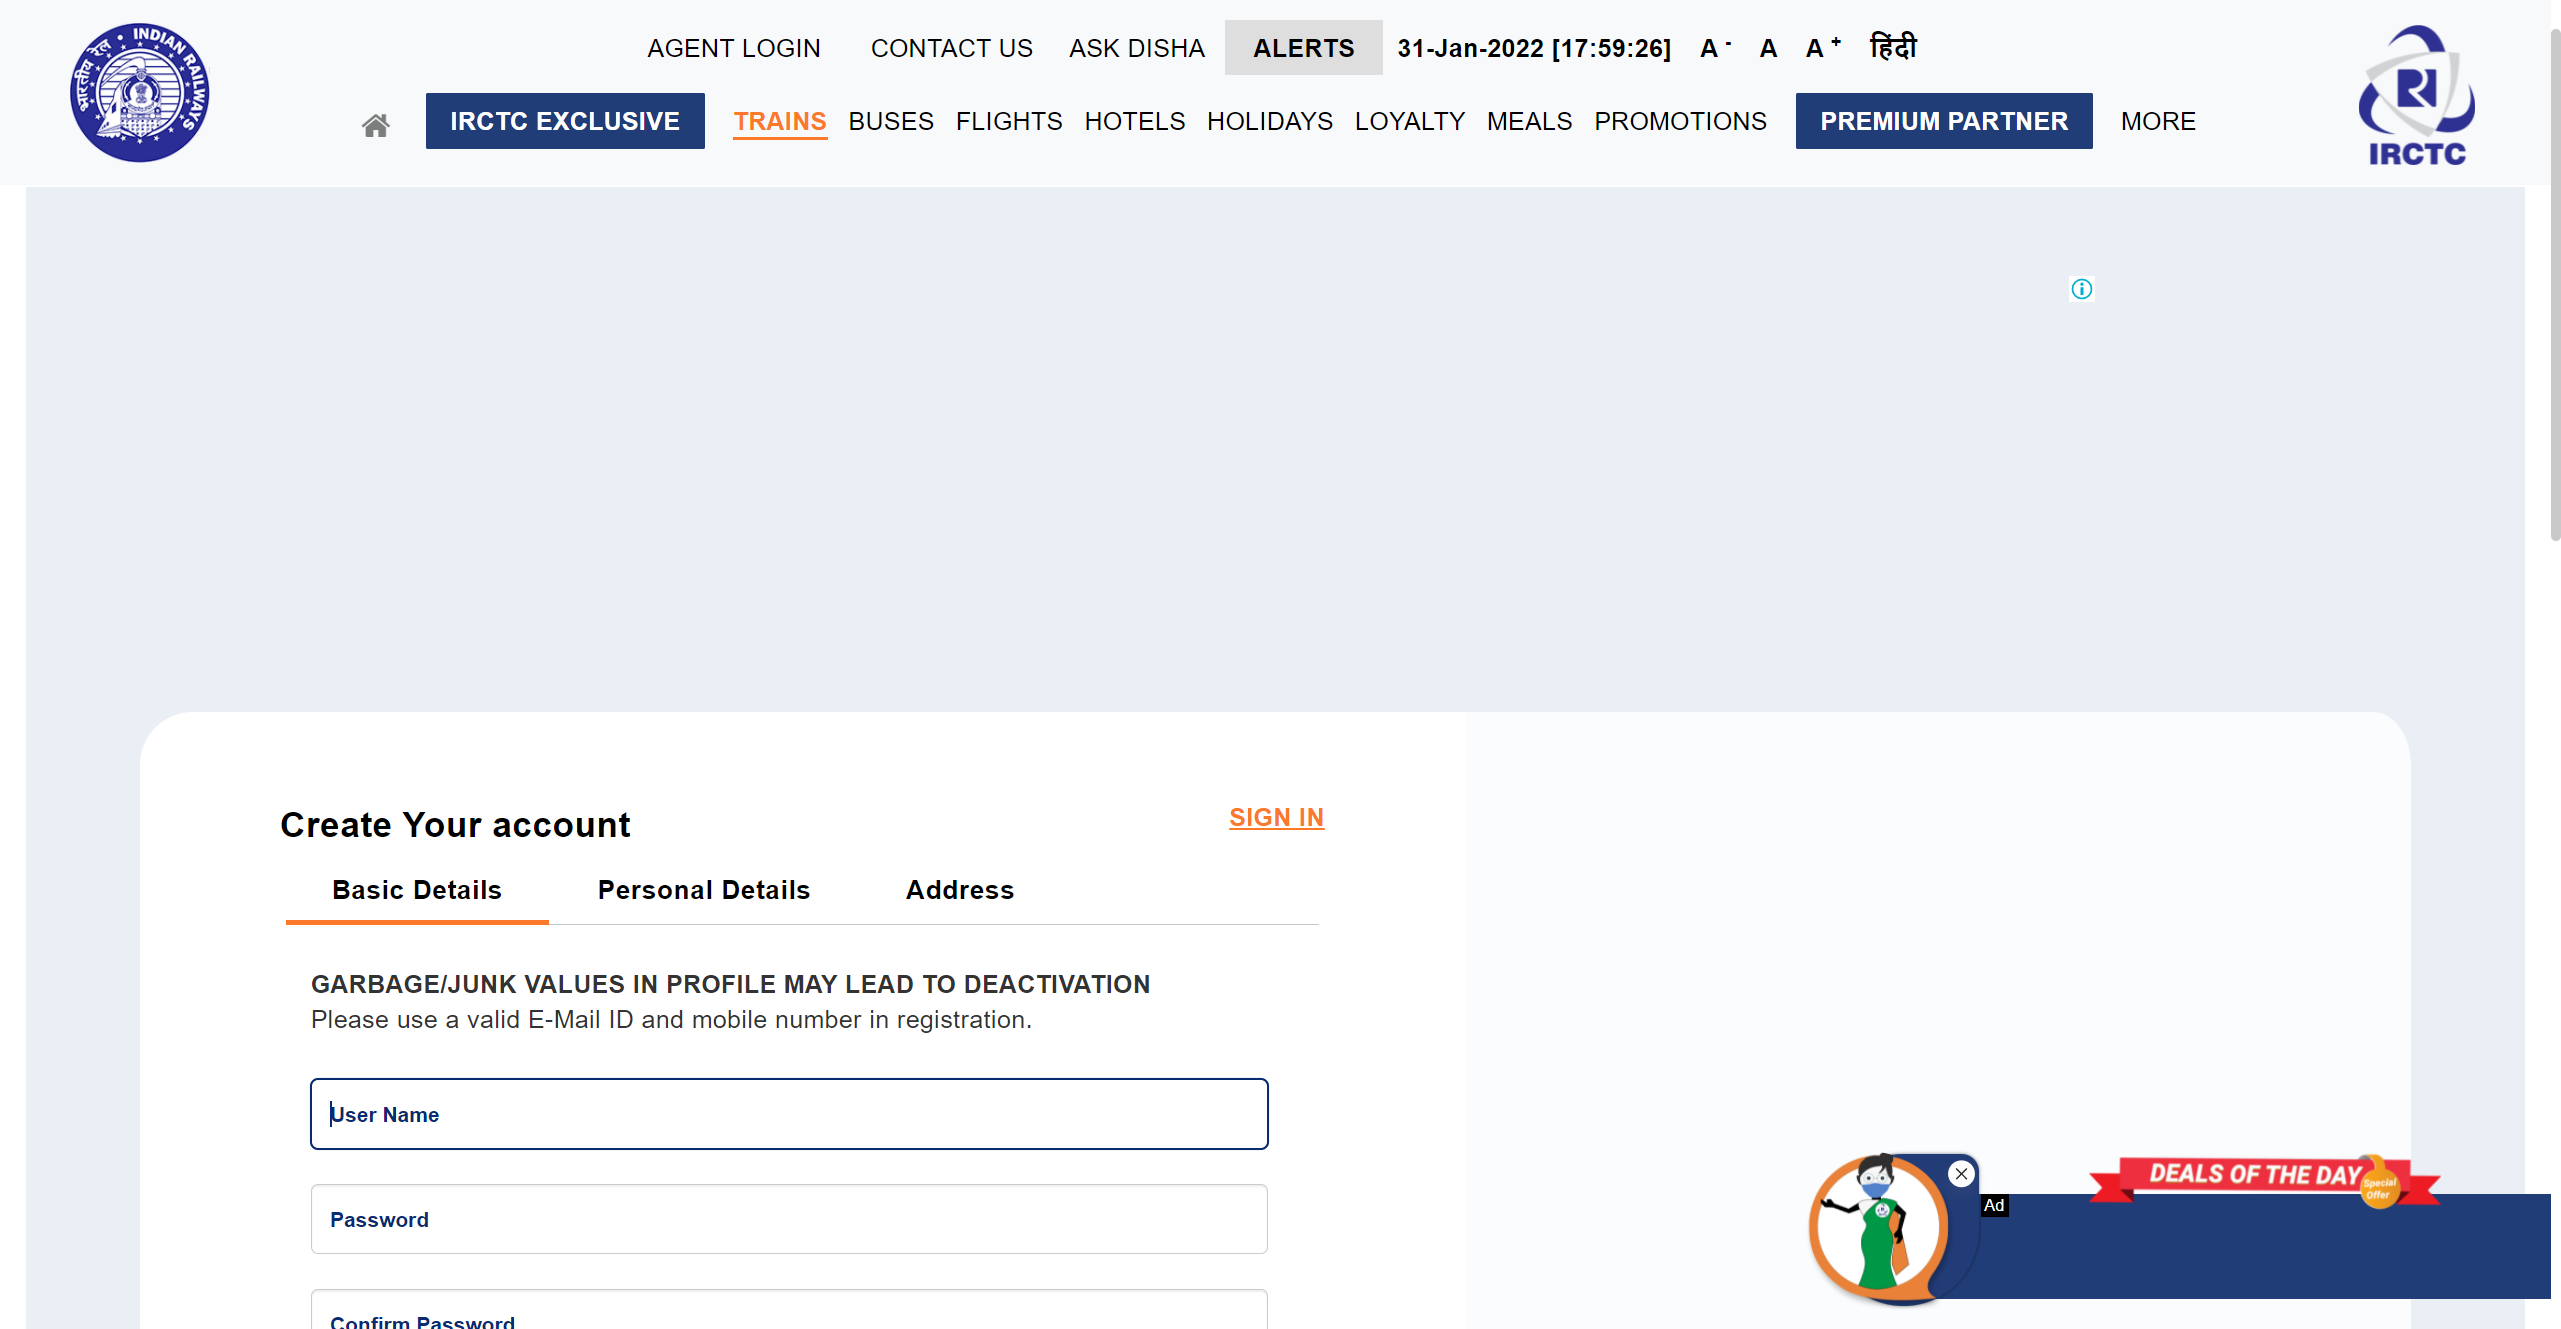 भारतीय रेल • INDIAN RAILWAYS
AGENT LOGIN CONTACT US ASK DISHA ALERTS 31-Jan-2022 [17:59:26] A - A A + हिंदी
IRCTC EXCLUSIVE TRAINS BUSES FLIGHTS HOTELS HOLIDAYS LOYALTY MEALS PROMOTIONS PREMIUM PARTNER MORE
IRCTC
Create Your account SIGN IN
Basic Details Personal Details Address
GARBAGE/JUNK VALUES IN PROFILE MAY LEAD TO DEACTIVATION
Please use a valid E-Mail ID and mobile number in registration.
User Name
Password
Confirm Password
DEALS OF THE DAY
Special
Offer
Ad